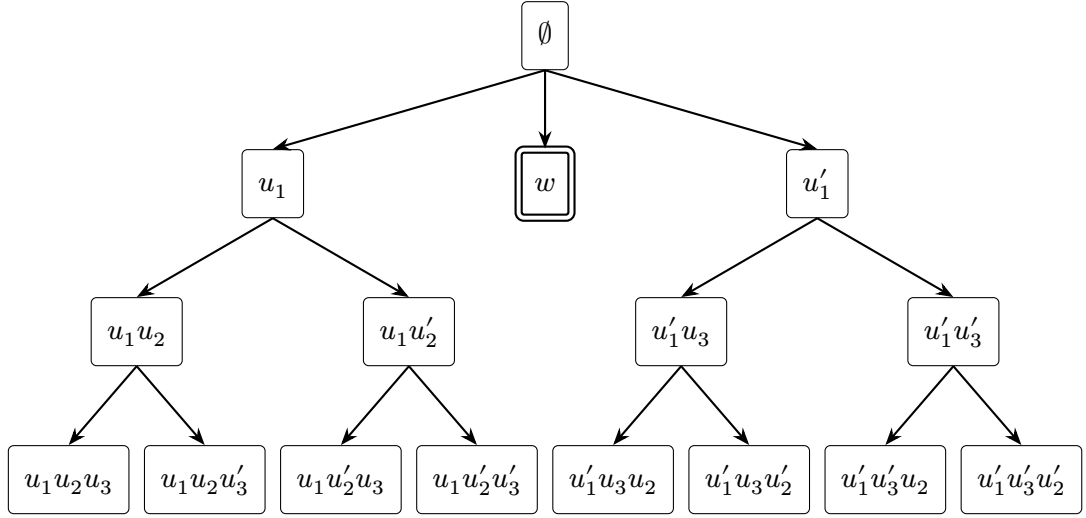 ∅
u₁ w u′₁
u₁u₂ u₁u′₂ u′₁u₃ u′₁u′₃
u₁u₂u₃ u₁u₂u′₃ u₁u′₂u₃ u₁u′₂u′₃ u′₁u₃u₂ u′₁u₃u′₂ u′₁u′₃u₂ u′₁u′₃u′₂